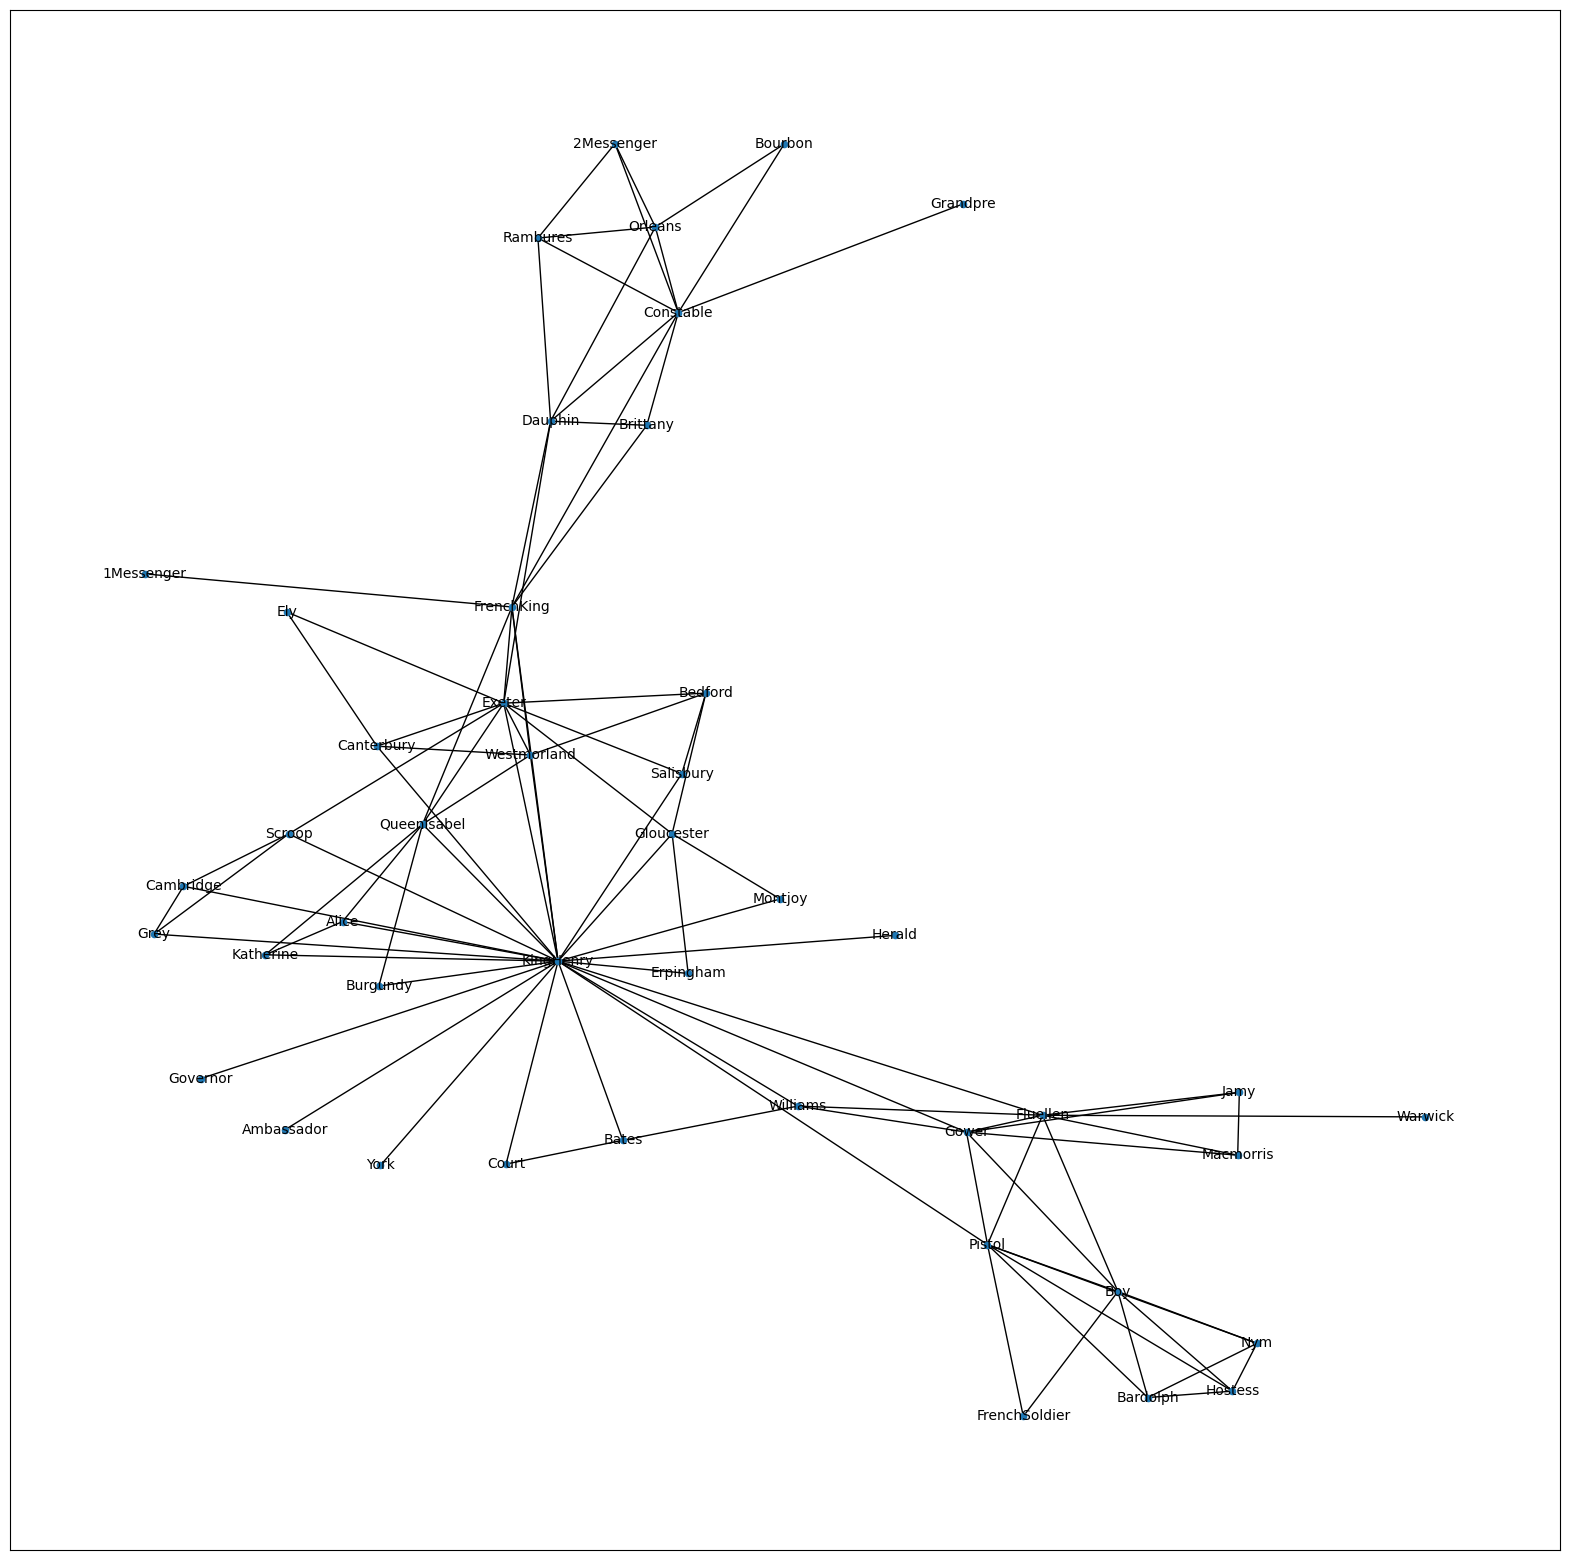 2Messenger
Bourbon
Grandpre
Orleans
Rambures
Constable
Dauphin
Brittany
1Messenger
FrenchKing
Ely
Bedford
Exeter
Canterbury
Westmorland
Salisbury
QueenIsabel
Scroop
Gloucester
Cambridge
Montjoy
Alice
Grey
Herald
Katherine
KingHenry
Erpingham
Burgundy
Governor
Jamy
Williams
Fluellen
Warwick
Ambassador
Gower
Bates
Macmorris
York
Court
Pistol
Boy
Nym
Hostess
Bardolph
FrenchSoldier